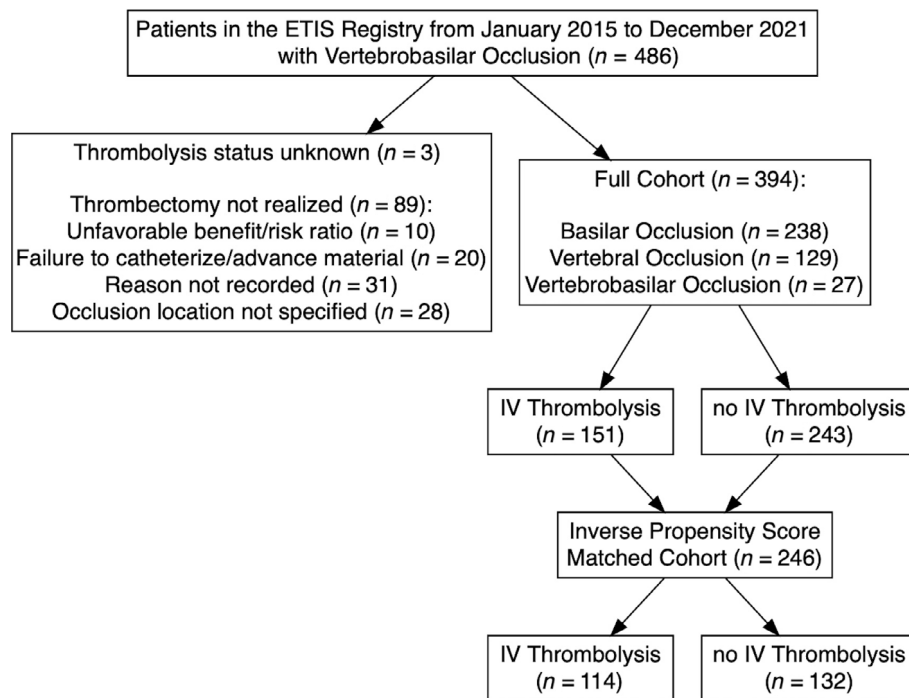 Patients in the ETIS Registry from January 2015 to December 2021
with Vertebrobasilar Occlusion (n = 486)
Thrombolysis status unknown (n = 3)
Thrombectomy not realized (n = 89):
Unfavorable benefit/risk ratio (n = 10)
Failure to catheterize/advance material (n = 20)
Reason not recorded (n = 31)
Occlusion location not specified (n = 28)
Full Cohort (n = 394):
Basilar Occlusion (n = 238)
Vertebral Occlusion (n = 129)
Vertebrobasilar Occlusion (n = 27)
IV Thrombolysis
(n = 151)
no IV Thrombolysis
(n = 243)
Inverse Propensity Score
Matched Cohort (n = 246)
IV Thrombolysis
(n = 114)
no IV Thrombolysis
(n = 132)